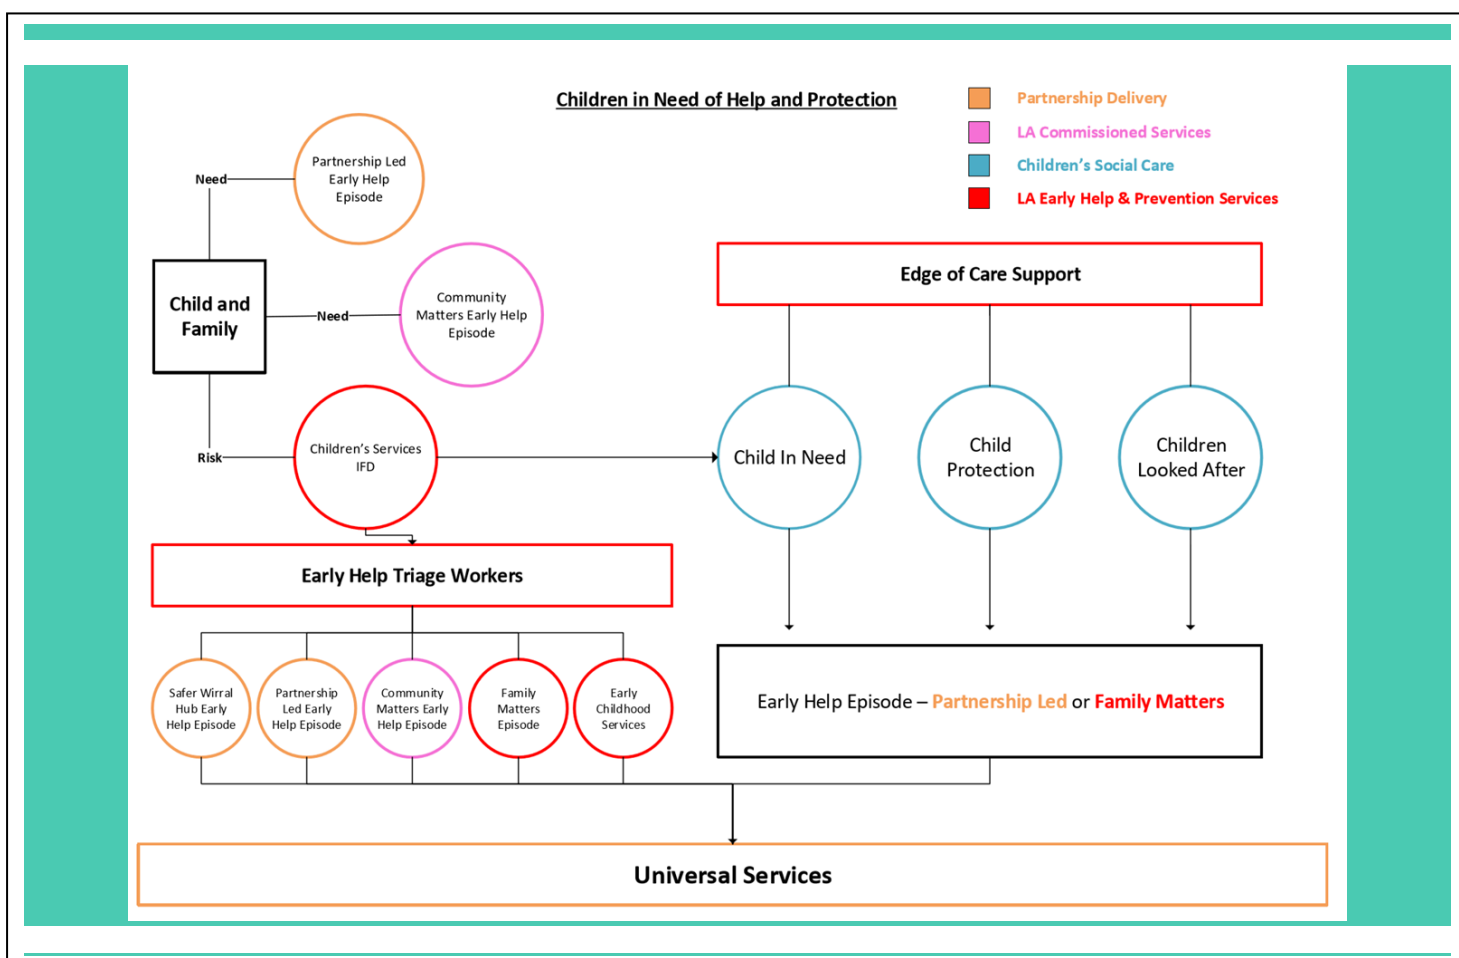 Children in Need of Help and Protection
Partnership Delivery
LA Commissioned Services
Children's Social Care
LA Early Help & Prevention Services
Partnership Led
Early Help
Episode
Need
Child and
Family
Need
Community
Matters Early Help
Episode
Risk
Children's Services
IFD
Edge of Care Support
Child In Need
Child
Protection
Children
Looked After
Early Help Triage Workers
Safer Wirral
Hub Early
Help Episode
Partnership
Led Early
Help Episode
Community
Matters Early
Help Episode
Family
Matters
Episode
Early
Childhood
Services
Early Help Episode – Partnership Led or Family Matters
Universal Services